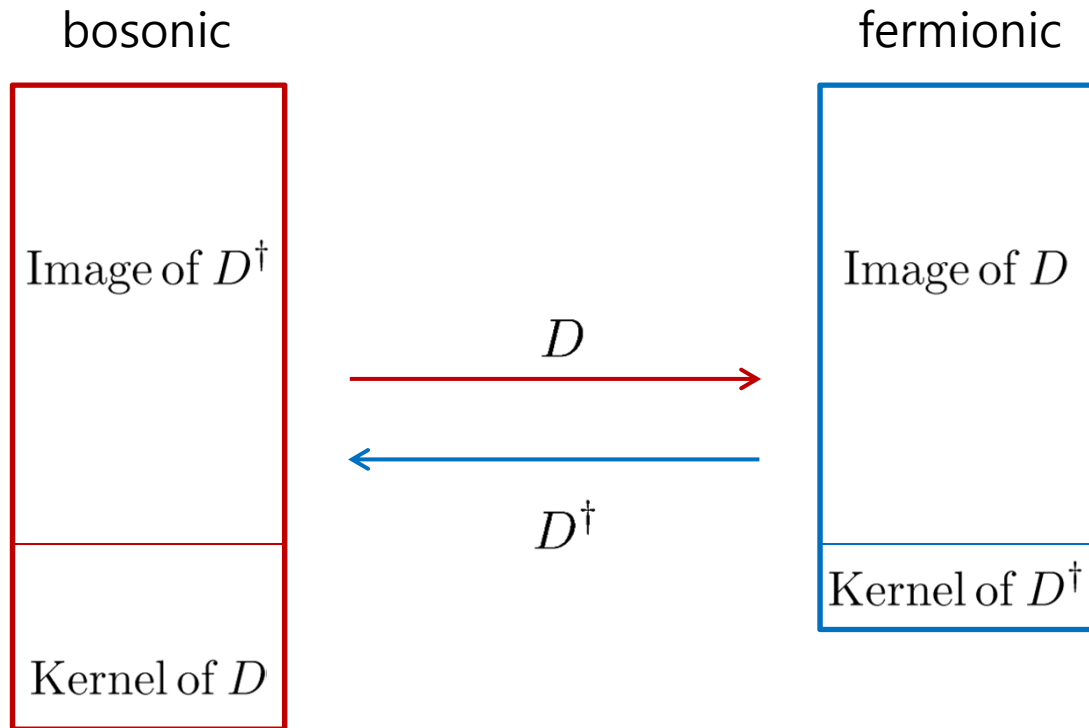 bosonic
fermionic
Image of D†
Image of D
D
D†
Kernel of D†
Kernel of D